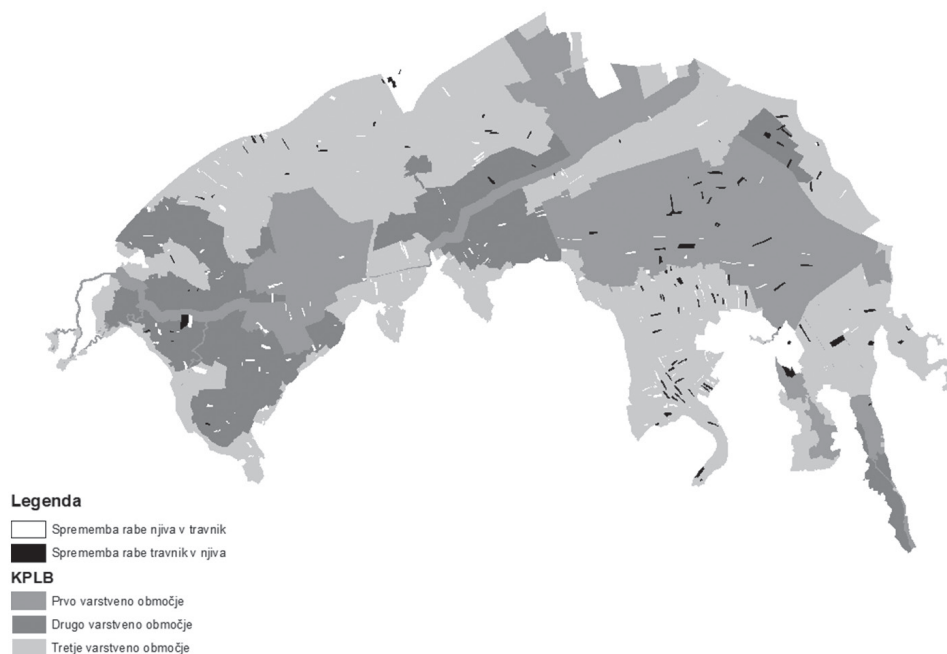 Legenda
Sprememba rabe njiva v travnik
Sprememba rabe travnik v njiva
KPLB
Prvo varstveno območje
Drugo varstveno območje
Tretje varstveno območje